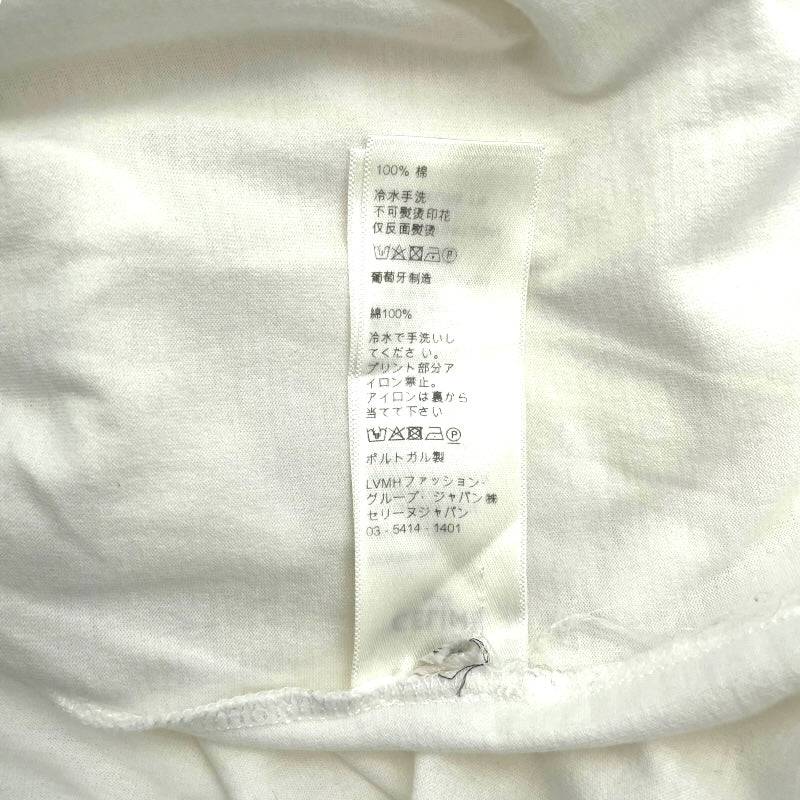 100% 棉
冷水手洗
不可熨烫印花
仅反面熨烫
葡萄牙制造
綿100%
冷水で手洗いし
てくださ い。
プリント部分ア
イロン禁止。
アイロンは裏から
当てて下さい
ポルトガル製
LVMHファッション・
グループ・ジャパン㈱
セリーヌジャパン
03 - 5414 - 1401